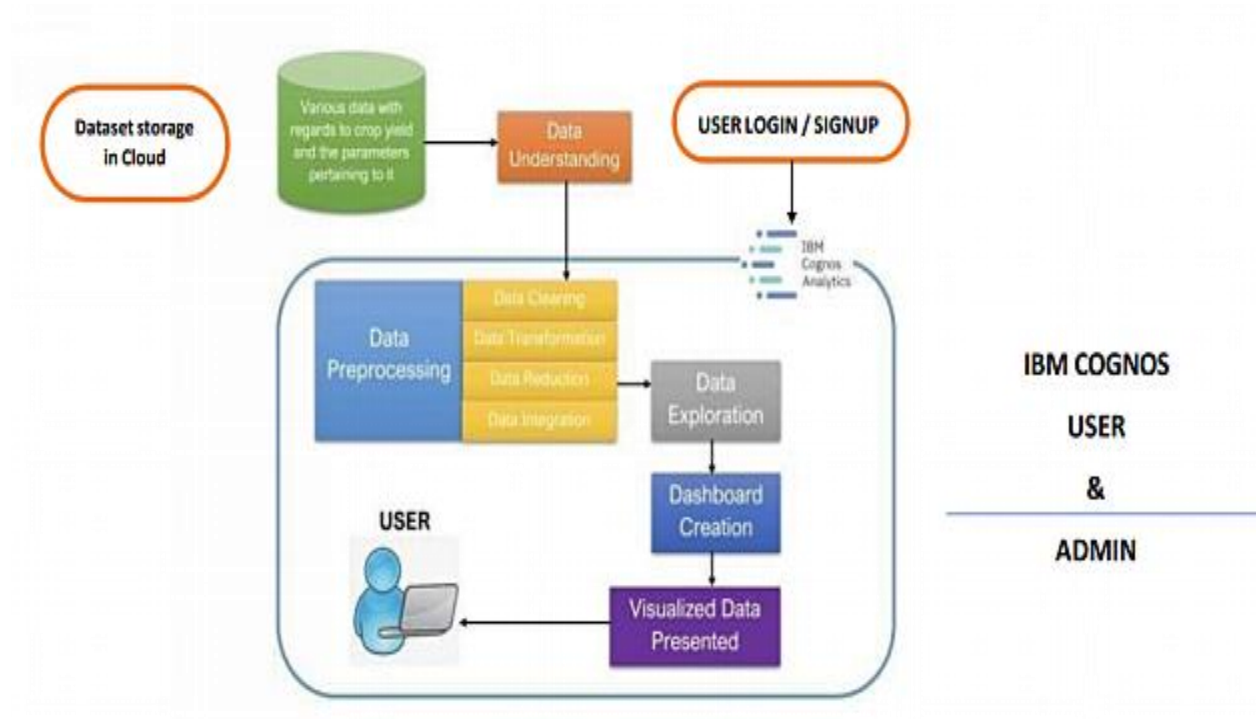 Dataset storage
in Cloud
Various data with
regards to crop yield
and the parameters
pertaining to it
Data
Understanding
USER LOGIN / SIGNUP
IBM
Cognos
Analytics
Data
Preprocessing
Data Cleaning
Data Transformation
Data Reduction
Data Integration
Data
Exploration
Dashboard
Creation
Visualized Data
Presented
USER
IBM COGNOS
USER
&
ADMIN